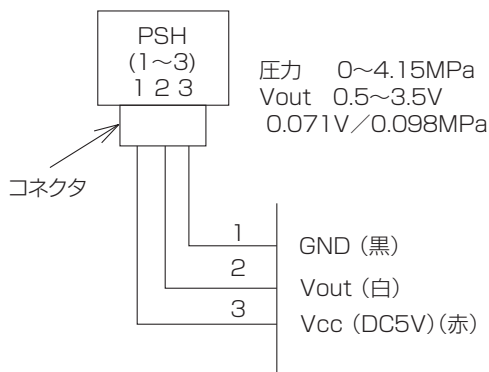 PSH
(1～3)
1 2 3
圧力　0～4.15MPa
Vout　0.5～3.5V
0.071V／0.098MPa
コネクタ
1
GND（黒）
2
Vout（白）
3
Vcc（DC5V）（赤）